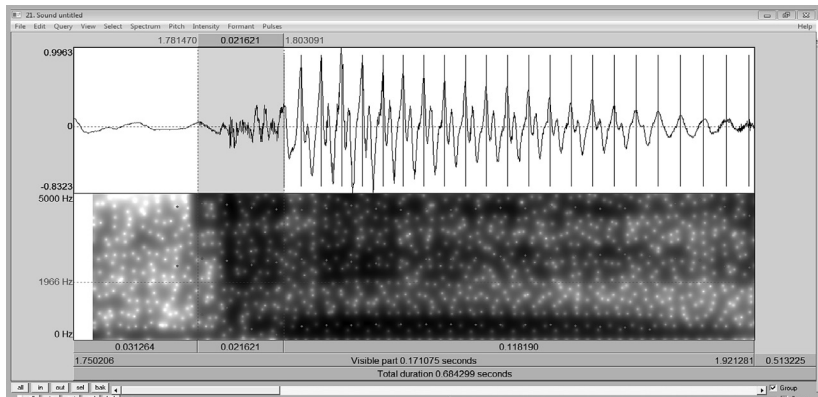 21. Sound untitled
File Edit Query View Select Spectrum Pitch Intensity Formant Pulses Help
1.781470 0.021621 1.803091
0.9963
0
-0.8323
5000 Hz
1966 Hz
0 Hz
0.031264 0.021621 0.118190
1.750206 Visible part 0.171075 seconds 1.921281 0.513225
Total duration 0.684299 seconds
all in out sel bak Group